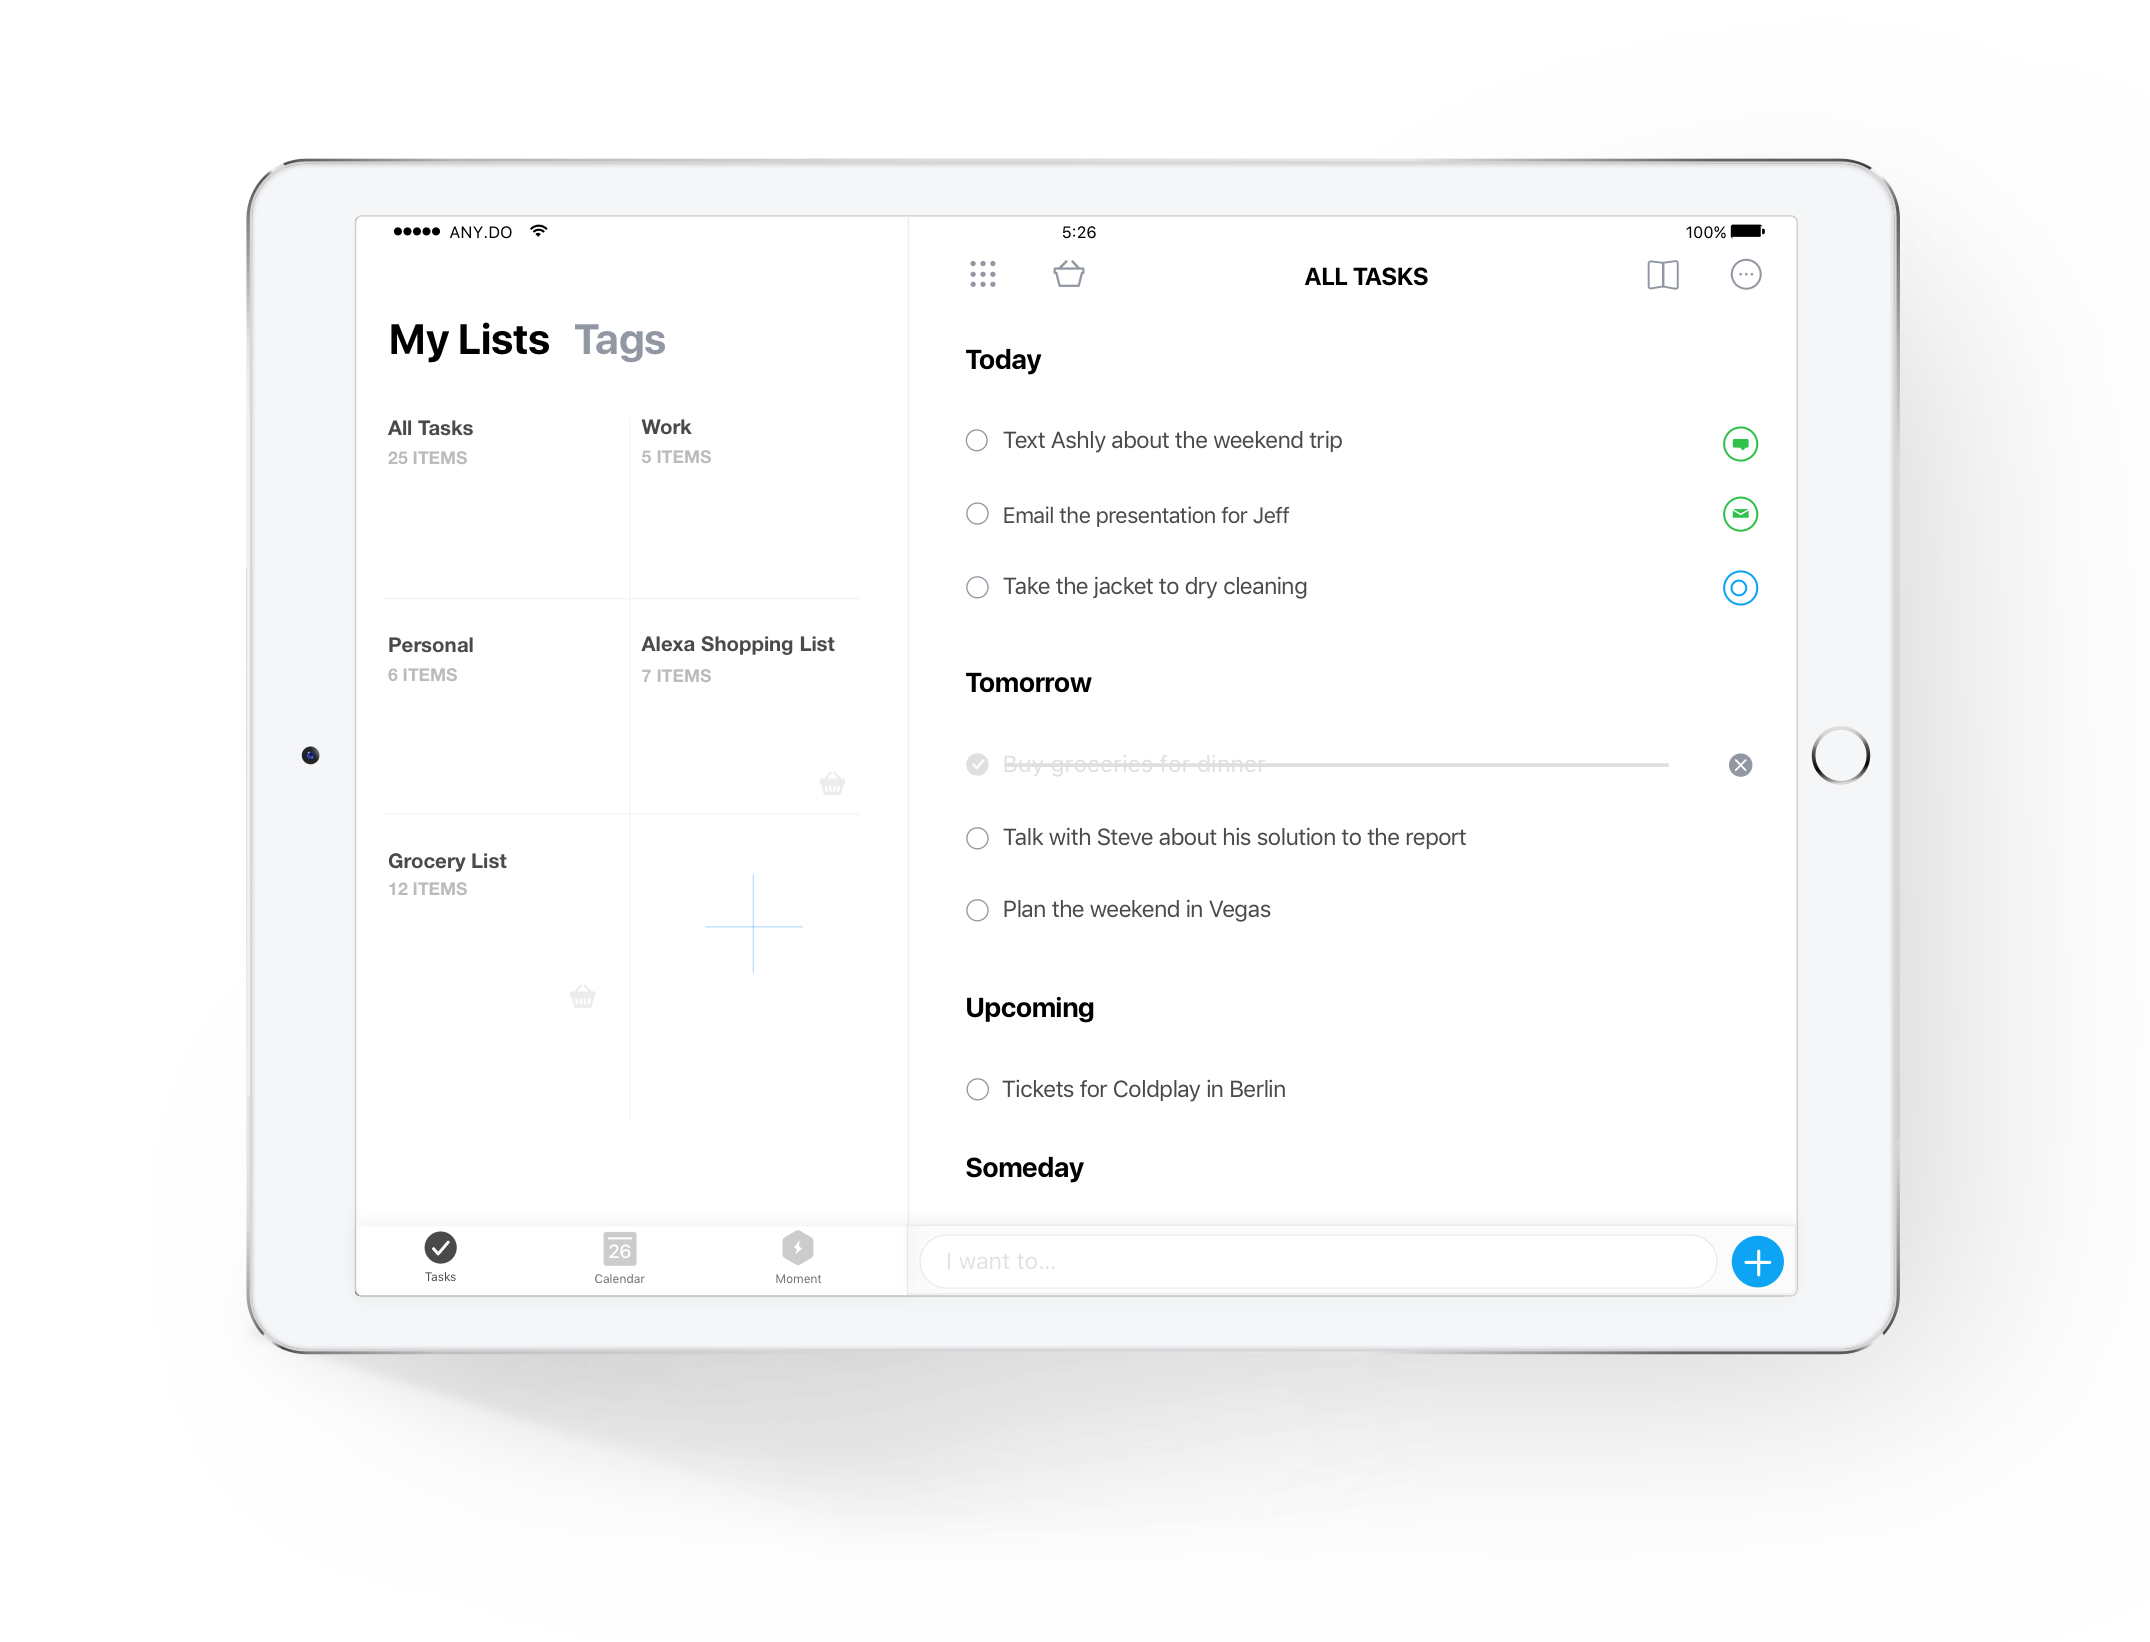 ANY.DO
5:26
100%
My Lists Tags
All Tasks
25 ITEMS
Work
5 ITEMS
Personal
6 ITEMS
Alexa Shopping List
7 ITEMS
Grocery List
12 ITEMS
Tasks
26
Calendar
Moment
ALL TASKS
Today
Text Ashly about the weekend trip
Email the presentation for Jeff
Take the jacket to dry cleaning
Tomorrow
Buy groceries for dinner
Talk with Steve about his solution to the report
Plan the weekend in Vegas
Upcoming
Tickets for Coldplay in Berlin
Someday
I want to...